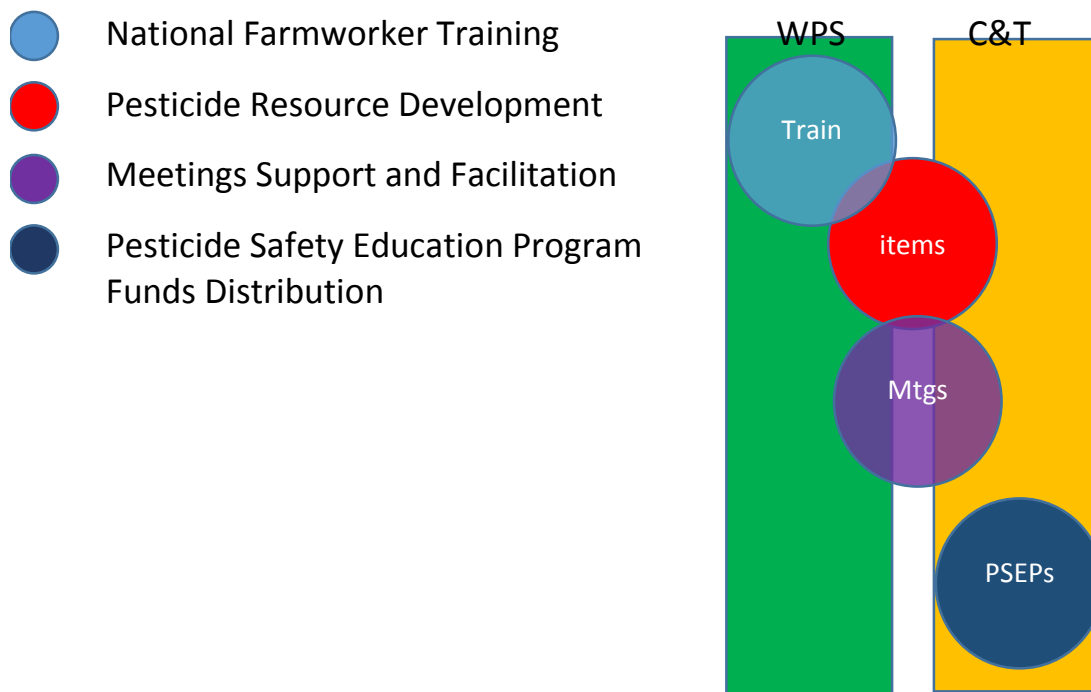 National Farmworker Training
Pesticide Resource Development
Meetings Support and Facilitation
Pesticide Safety Education Program
Funds Distribution
WPS
C&T
Train
items
Mtgs
PSEPs